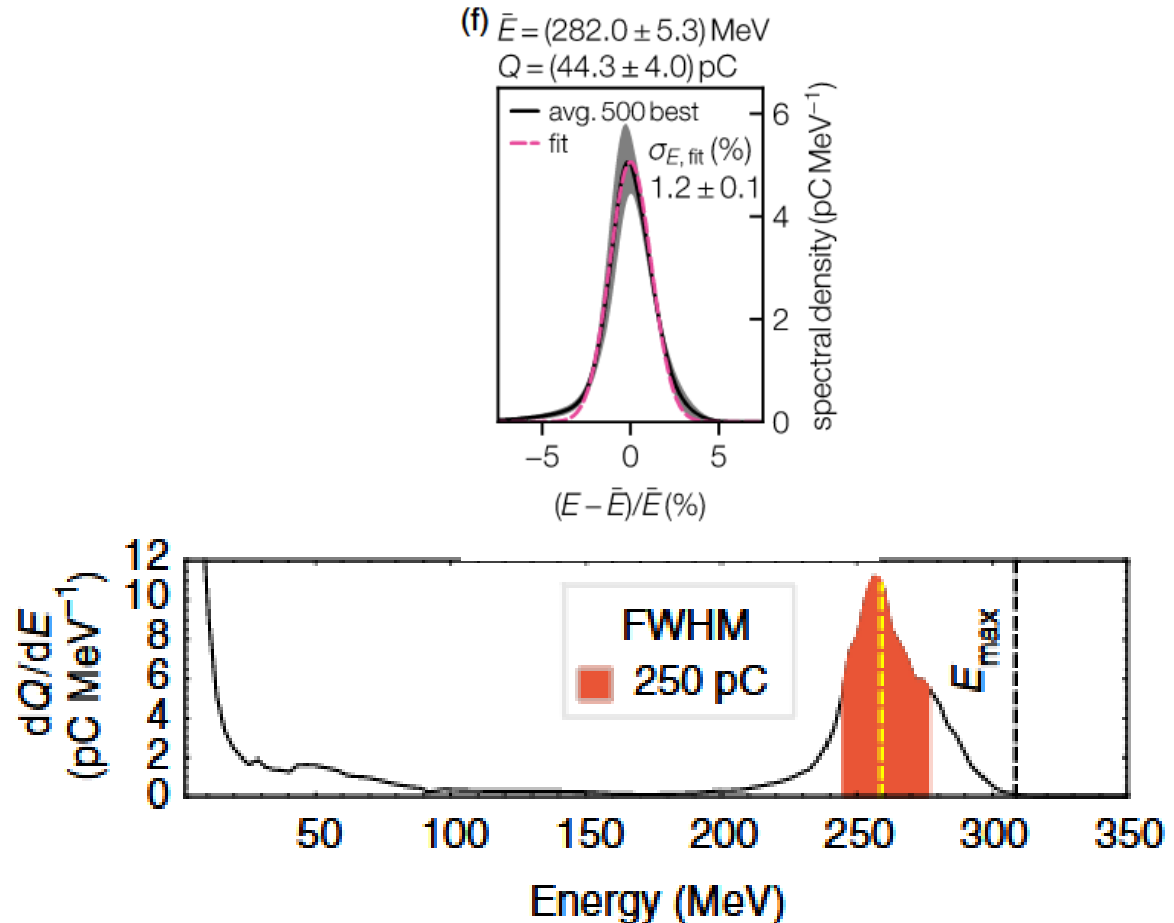 (f) Ē = (282.0 ± 5.3) MeV
Q = (44.3 ± 4.0) pC
avg. 500 best
fit
σE, fit (%)
1.2 ± 0.1
6
4
2
0
spectral density (pC MeV⁻¹)
−5 0 5
(E − Ē)/Ē (%)
12
10
8
6
4
2
0
dQ/dE
(pC MeV⁻¹)
FWHM
250 pC
Emax
50 100 150 200 250 300 350
Energy (MeV)